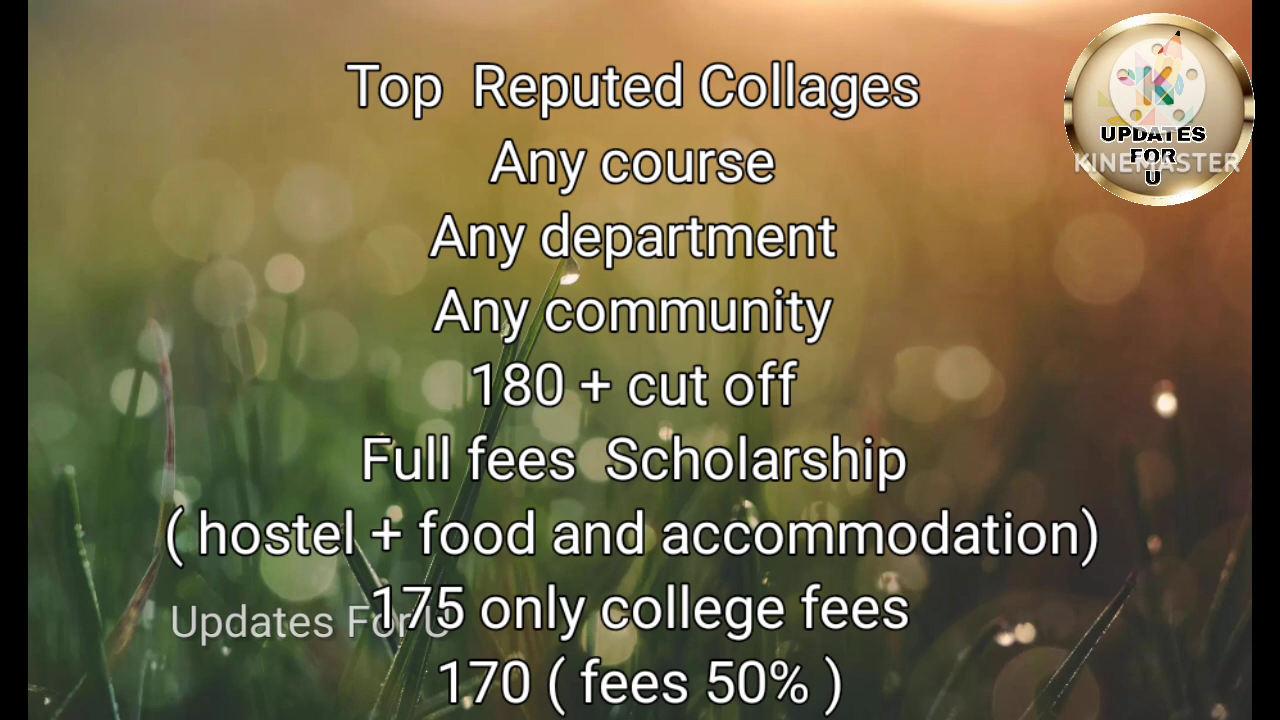 Top Reputed Collages
Any course
Any department
Any community
180 + cut off
Full fees Scholarship
( hostel + food and accommodation)
175 only college fees
170 ( fees 50% )
Updates For U
UPDATES
FOR
U
KINEMASTER